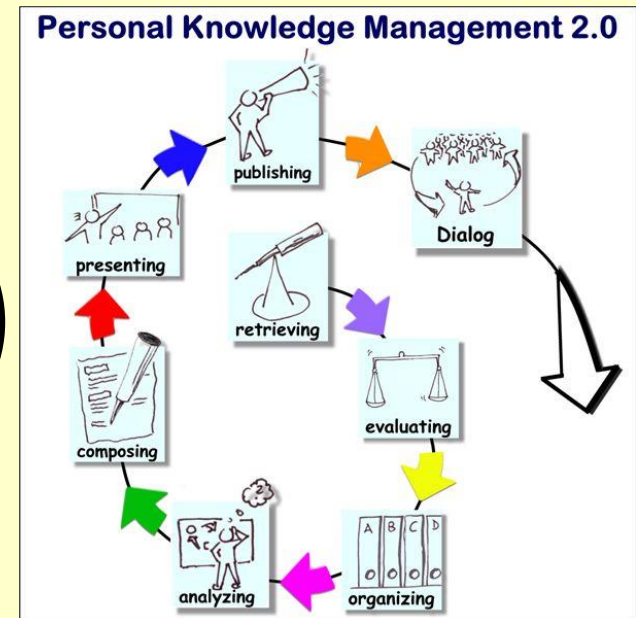 Personal Knowledge Management 2.0
publishing
Dialog
presenting
retrieving
evaluating
composing
A B C D
organizing
analyzing
?